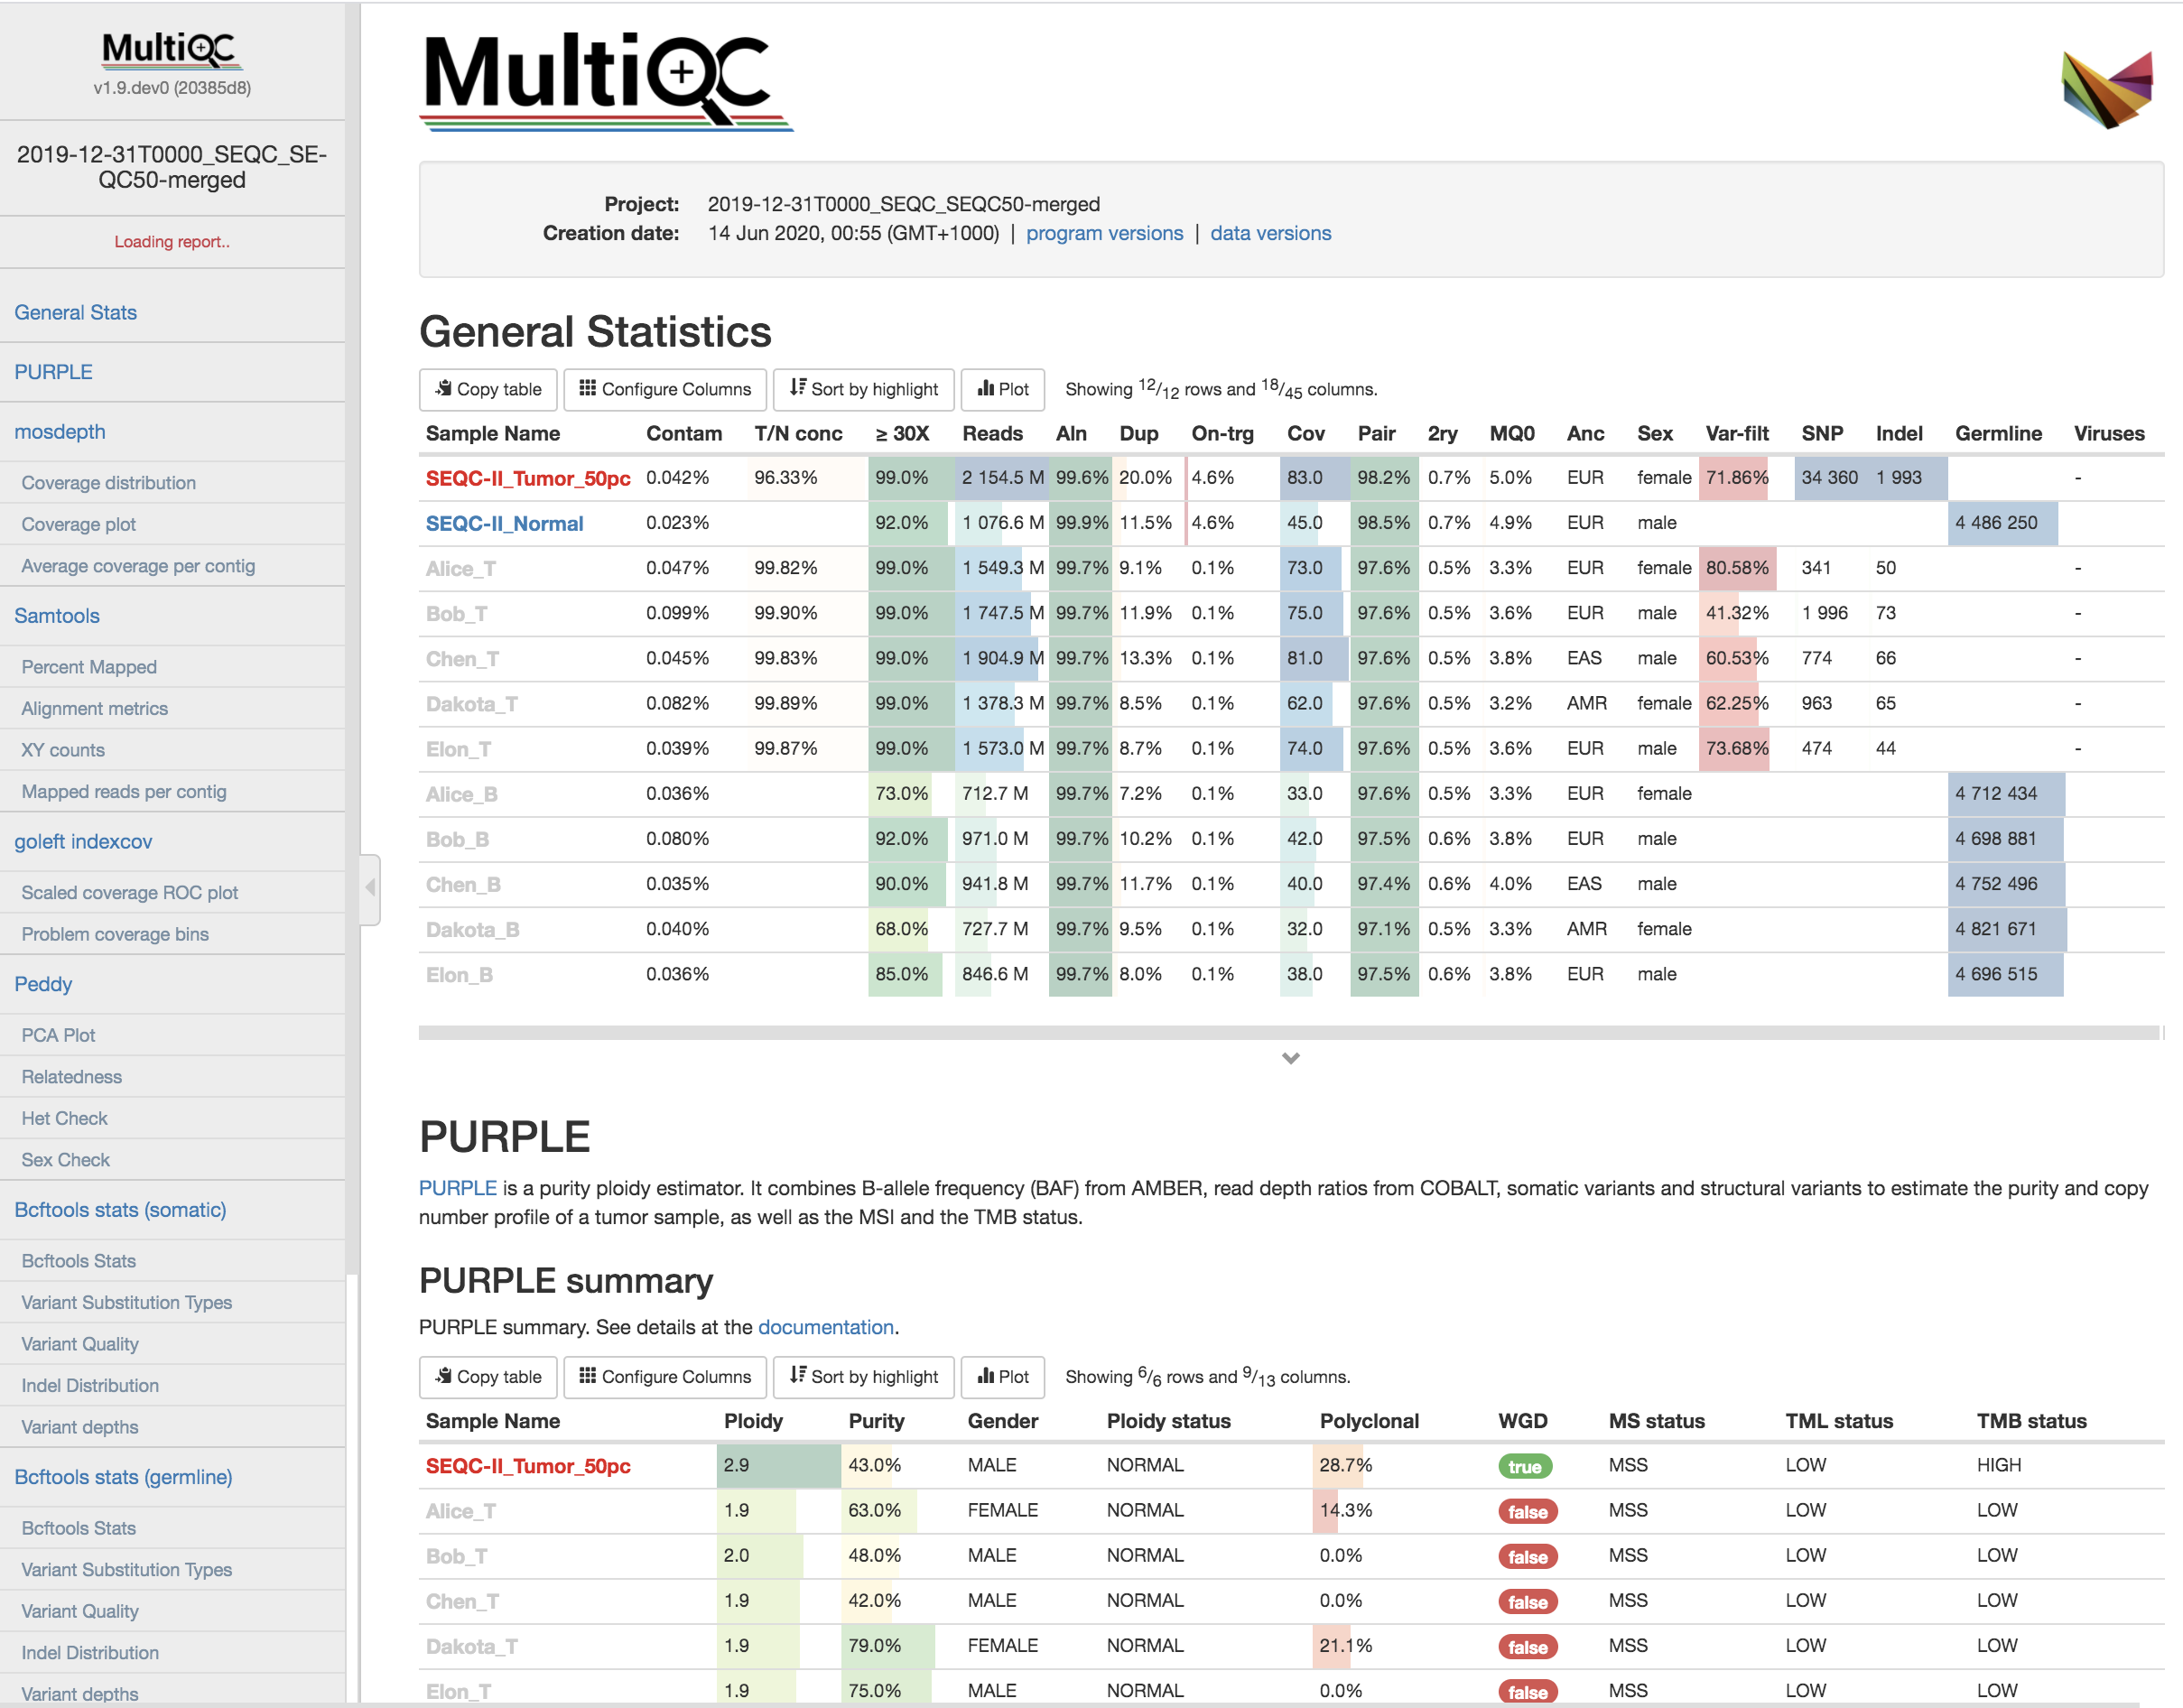 MultiQC
v1.9.dev0 (20385d8)
2019-12-31T0000_SEQC_SE-
QC50-merged
Loading report..
General Stats
PURPLE
mosdepth
Coverage distribution
Coverage plot
Average coverage per contig
Samtools
Percent Mapped
Alignment metrics
XY counts
Mapped reads per contig
goleft indexcov
Scaled coverage ROC plot
Problem coverage bins
Peddy
PCA Plot
Relatedness
Het Check
Sex Check
Bcftools stats (somatic)
Bcftools Stats
Variant Substitution Types
Variant Quality
Indel Distribution
Variant depths
Bcftools stats (germline)
Bcftools Stats
Variant Substitution Types
Variant Quality
Indel Distribution
Variant depths
MultiQC
Project: 2019-12-31T0000_SEQC_SEQC50-merged
Creation date: 14 Jun 2020, 00:55 (GMT+1000) | program versions | data versions
General Statistics
Copy table Configure Columns Sort by highlight Plot Showing 12/12 rows and 18/45 columns.
Sample Name Contam T/N conc ≥ 30X Reads Aln Dup On-trg Cov Pair 2ry MQ0 Anc Sex Var-filt SNP Indel Germline Viruses
SEQC-II_Tumor_50pc 0.042% 96.33% 99.0% 2 154.5 M 99.6% 20.0% 4.6% 83.0 98.2% 0.7% 5.0% EUR female 71.86% 34 360 1 993 -
SEQC-II_Normal 0.023% 92.0% 1 076.6 M 99.9% 11.5% 4.6% 45.0 98.5% 0.7% 4.9% EUR male 4 486 250
Alice_T 0.047% 99.82% 99.0% 1 549.3 M 99.7% 9.1% 0.1% 73.0 97.6% 0.5% 3.3% EUR female 80.58% 341 50 -
Bob_T 0.099% 99.90% 99.0% 1 747.5 M 99.7% 11.9% 0.1% 75.0 97.6% 0.5% 3.6% EUR male 41.32% 1 996 73 -
Chen_T 0.045% 99.83% 99.0% 1 904.9 M 99.7% 13.3% 0.1% 81.0 97.6% 0.5% 3.8% EAS male 60.53% 774 66 -
Dakota_T 0.082% 99.89% 99.0% 1 378.3 M 99.7% 8.5% 0.1% 62.0 97.6% 0.5% 3.2% AMR female 62.25% 963 65 -
Elon_T 0.039% 99.87% 99.0% 1 573.0 M 99.7% 8.7% 0.1% 74.0 97.6% 0.5% 3.6% EUR male 73.68% 474 44 -
Alice_B 0.036% 73.0% 712.7 M 99.7% 7.2% 0.1% 33.0 97.6% 0.5% 3.3% EUR female 4 712 434
Bob_B 0.080% 92.0% 971.0 M 99.7% 10.2% 0.1% 42.0 97.5% 0.6% 3.8% EUR male 4 698 881
Chen_B 0.035% 90.0% 941.8 M 99.7% 11.7% 0.1% 40.0 97.4% 0.6% 4.0% EAS male 4 752 496
Dakota_B 0.040% 68.0% 727.7 M 99.7% 9.5% 0.1% 32.0 97.1% 0.5% 3.3% AMR female 4 821 671
Elon_B 0.036% 85.0% 846.6 M 99.7% 8.0% 0.1% 38.0 97.5% 0.6% 3.8% EUR male 4 696 515
PURPLE
PURPLE is a purity ploidy estimator. It combines B-allele frequency (BAF) from AMBER, read depth ratios from COBALT, somatic variants and structural variants to estimate the purity and copy
number profile of a tumor sample, as well as the MSI and the TMB status.
PURPLE summary
PURPLE summary. See details at the documentation.
Copy table Configure Columns Sort by highlight Plot Showing 6/6 rows and 9/13 columns.
Sample Name Ploidy Purity Gender Ploidy status Polyclonal WGD MS status TML status TMB status
SEQC-II_Tumor_50pc 2.9 43.0% MALE NORMAL 28.7% true MSS LOW HIGH
Alice_T 1.9 63.0% FEMALE NORMAL 14.3% false MSS LOW LOW
Bob_T 2.0 48.0% MALE NORMAL 0.0% false MSS LOW LOW
Chen_T 1.9 42.0% MALE NORMAL 0.0% false MSS LOW LOW
Dakota_T 1.9 79.0% FEMALE NORMAL 21.1% false MSS LOW LOW
Elon_T 1.9 75.0% MALE NORMAL 0.0% false MSS LOW LOW